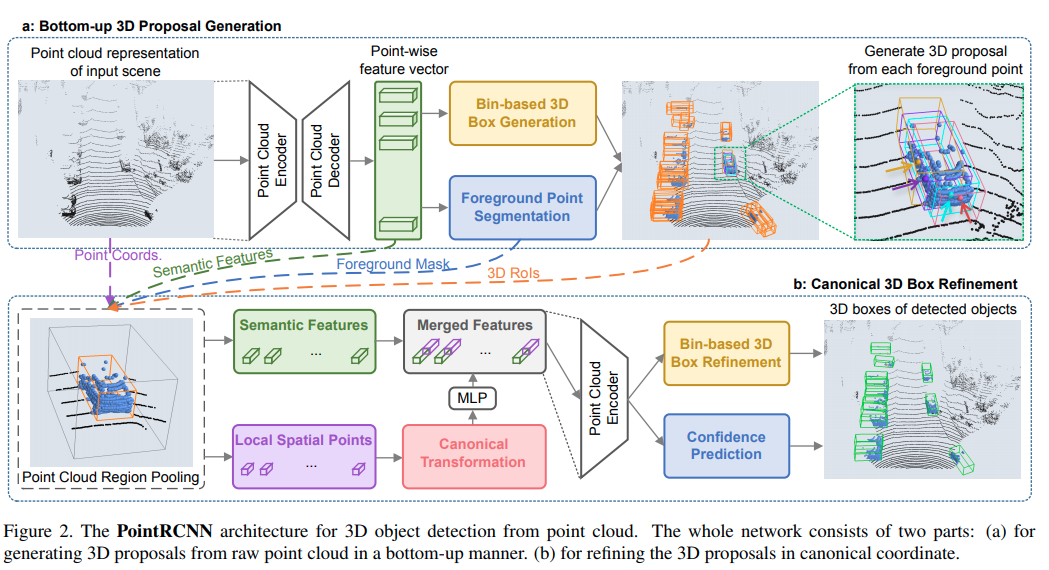 a: Bottom-up 3D Proposal Generation
Point cloud representation
of input scene
Point Cloud
Encoder
Point Cloud
Decoder
Point-wise
feature vector
Bin-based 3D
Box Generation
Foreground Point
Segmentation
Generate 3D proposal
from each foreground point
Point Coords.
Semantic Features
Foreground Mask
3D RoIs
b: Canonical 3D Box Refinement
Point Cloud Region Pooling
Semantic Features
...
Merged Features
...
MLP
Local Spatial Points
...
Canonical
Transformation
Point Cloud
Encoder
Bin-based 3D
Box Refinement
Confidence
Prediction
3D boxes of detected objects
Figure 2. The PointRCNN architecture for 3D object detection from point cloud. The whole network consists of two parts: (a) for
generating 3D proposals from raw point cloud in a bottom-up manner. (b) for refining the 3D proposals in canonical coordinate.